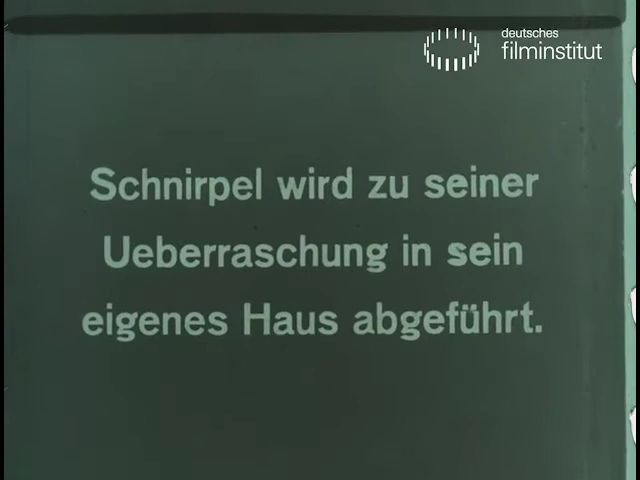 deutsches
filminstitut
Schnirpel wird zu seiner
Ueberraschung in sein
eigenes Haus abgeführt.